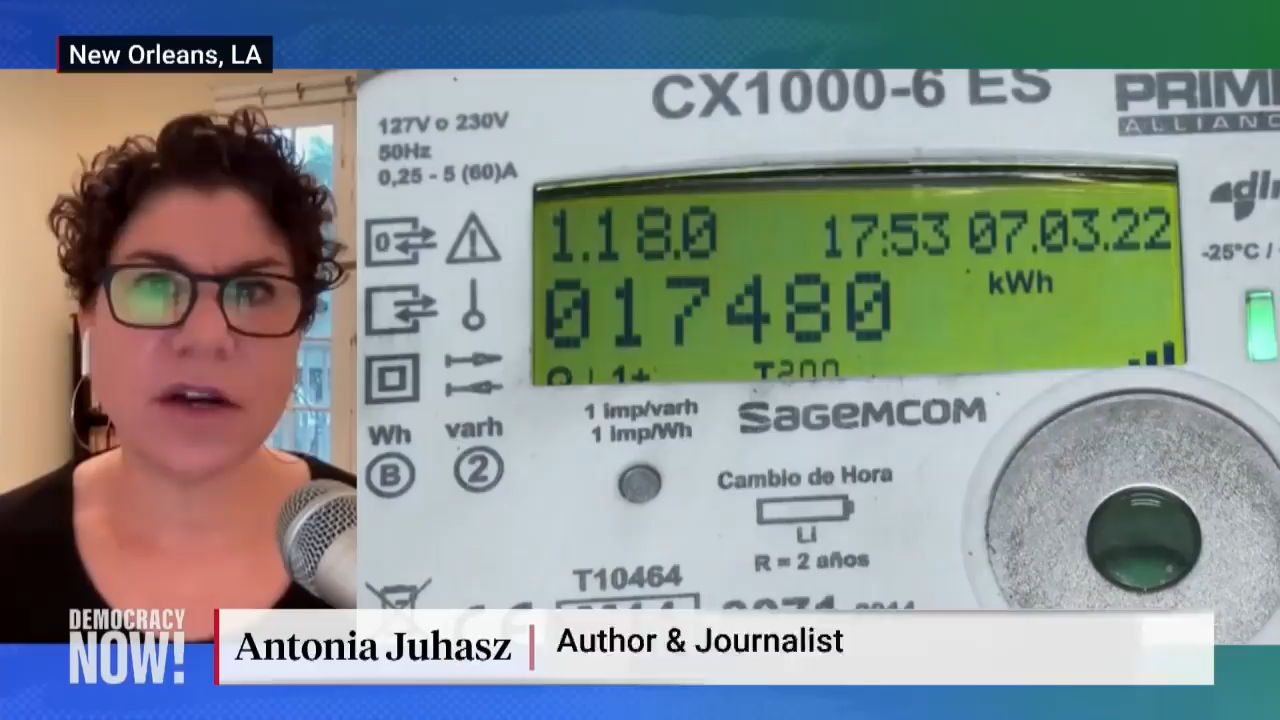 New Orleans, LA
CX1000-6 ES
PRIME
ALLIANC
127V o 230V
50Hz
0,25 - 5 (60)A
1.18.0 17:53 07.03.22
017480 kWh
-25°C /
1 imp/varh
1 imp/Wh
SAGEMCOM
Wh varh
B 2
Cambio de Hora
Li
R = 2 años
T10464
DEMOCRACY
NOW!
Antonia Juhasz
Author & Journalist